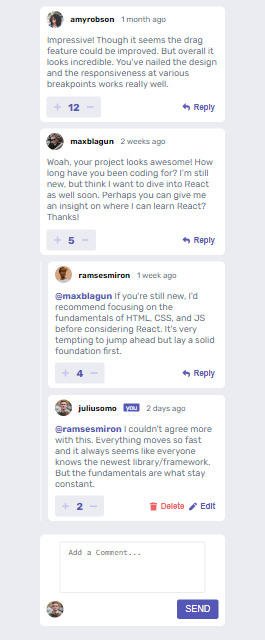 amyrobson 1 month ago
Impressive! Though it seems the drag
feature could be improved. But overall it
looks incredible. You've nailed the design
and the responsiveness at various
breakpoints works really well.
+ 12 −
Reply
maxblagun 2 weeks ago
Woah, your project looks awesome! How
long have you been coding for? I'm still
new, but think I want to dive into React
as well soon. Perhaps you can give me
an insight on where I can learn React?
Thanks!
+ 5 −
Reply
ramsesmiron 1 week ago
@maxblagun If you're still new, I'd
recommend focusing on the
fundamentals of HTML, CSS, and JS
before considering React. It's very
tempting to jump ahead but lay a solid
foundation first.
+ 4 −
Reply
juliusomo you 2 days ago
@ramsesmiron I couldn't agree more
with this. Everything moves so fast
and it always seems like everyone
knows the newest library/framework.
But the fundamentals are what stay
constant.
+ 2 −
Delete Edit
Add a Comment...
SEND